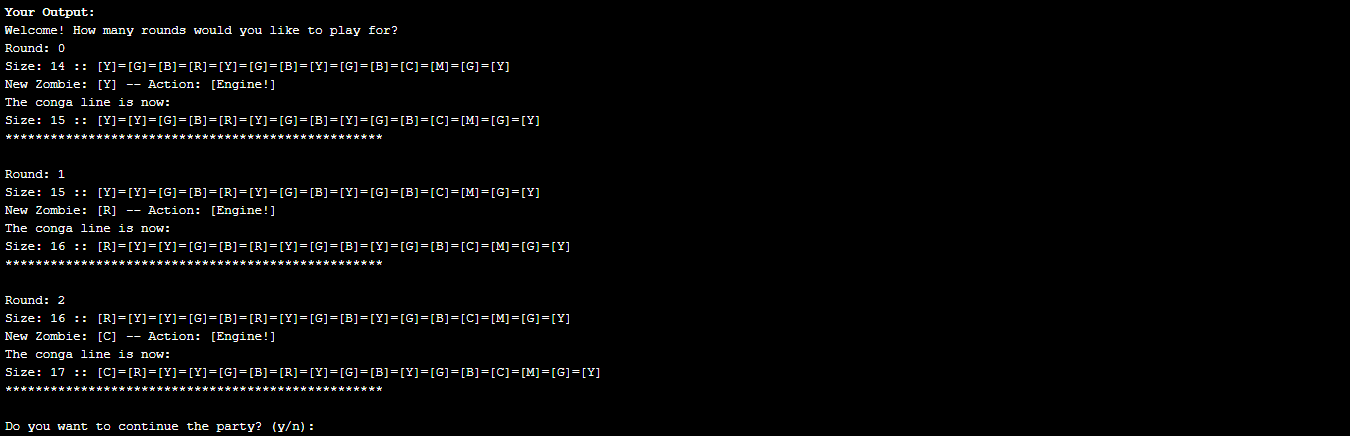 Your Output:
Welcome! How many rounds would you like to play for?
Round: 0
Size: 14 :: [Y]=[G]=[B]=[R]=[Y]=[G]=[B]=[Y]=[G]=[B]=[C]=[M]=[G]=[Y]
New Zombie: [Y] -- Action: [Engine!]
The conga line is now:
Size: 15 :: [Y]=[Y]=[G]=[B]=[R]=[Y]=[G]=[B]=[Y]=[G]=[B]=[C]=[M]=[G]=[Y]
**************************************************
Round: 1
Size: 15 :: [Y]=[Y]=[G]=[B]=[R]=[Y]=[G]=[B]=[Y]=[G]=[B]=[C]=[M]=[G]=[Y]
New Zombie: [R] -- Action: [Engine!]
The conga line is now:
Size: 16 :: [R]=[Y]=[Y]=[G]=[B]=[R]=[Y]=[G]=[B]=[Y]=[G]=[B]=[C]=[M]=[G]=[Y]
**************************************************
Round: 2
Size: 16 :: [R]=[Y]=[Y]=[G]=[B]=[R]=[Y]=[G]=[B]=[Y]=[G]=[B]=[C]=[M]=[G]=[Y]
New Zombie: [C] -- Action: [Engine!]
The conga line is now:
Size: 17 :: [C]=[R]=[Y]=[Y]=[G]=[B]=[R]=[Y]=[G]=[B]=[Y]=[G]=[B]=[C]=[M]=[G]=[Y]
**************************************************
Do you want to continue the party? (y/n):